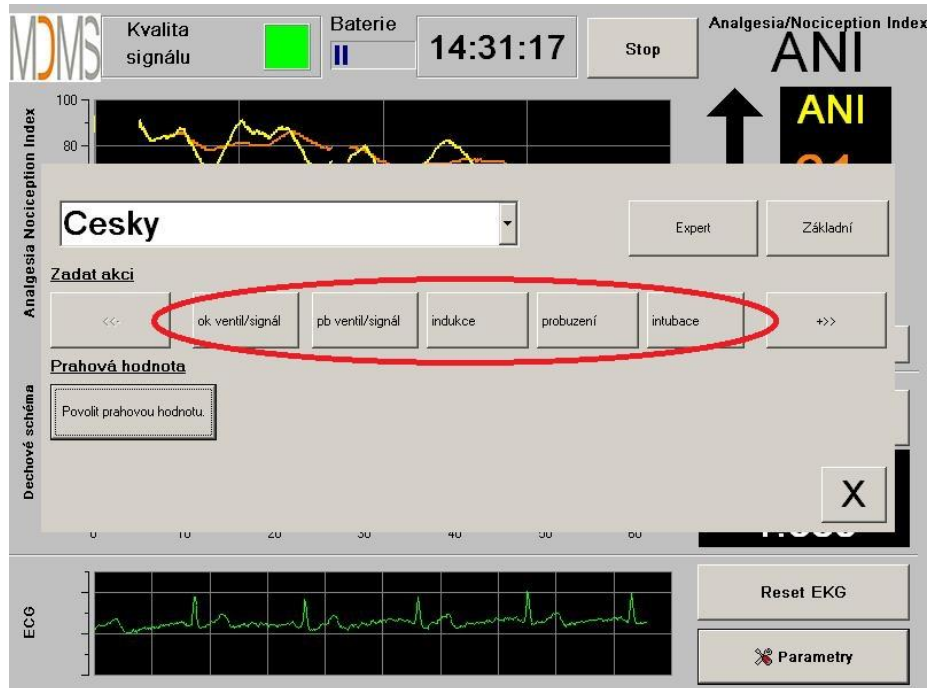 MDMS
Kvalita
signálu
Baterie
14:31:17
Stop
Analgesia/Nociception Index
ANI
Analgesia Nociception Index
100
80
ANI
Cesky
Expert
Základní
Zadat akci
<<-
ok ventil/signál
pb ventil/signál
indukce
probuzení
intubace
+>>
Prahová hodnota
Povolit prahovou hodnotu.
Dechové schéma
X
0
10
20
30
40
50
60
ECG
Reset EKG
Parametry